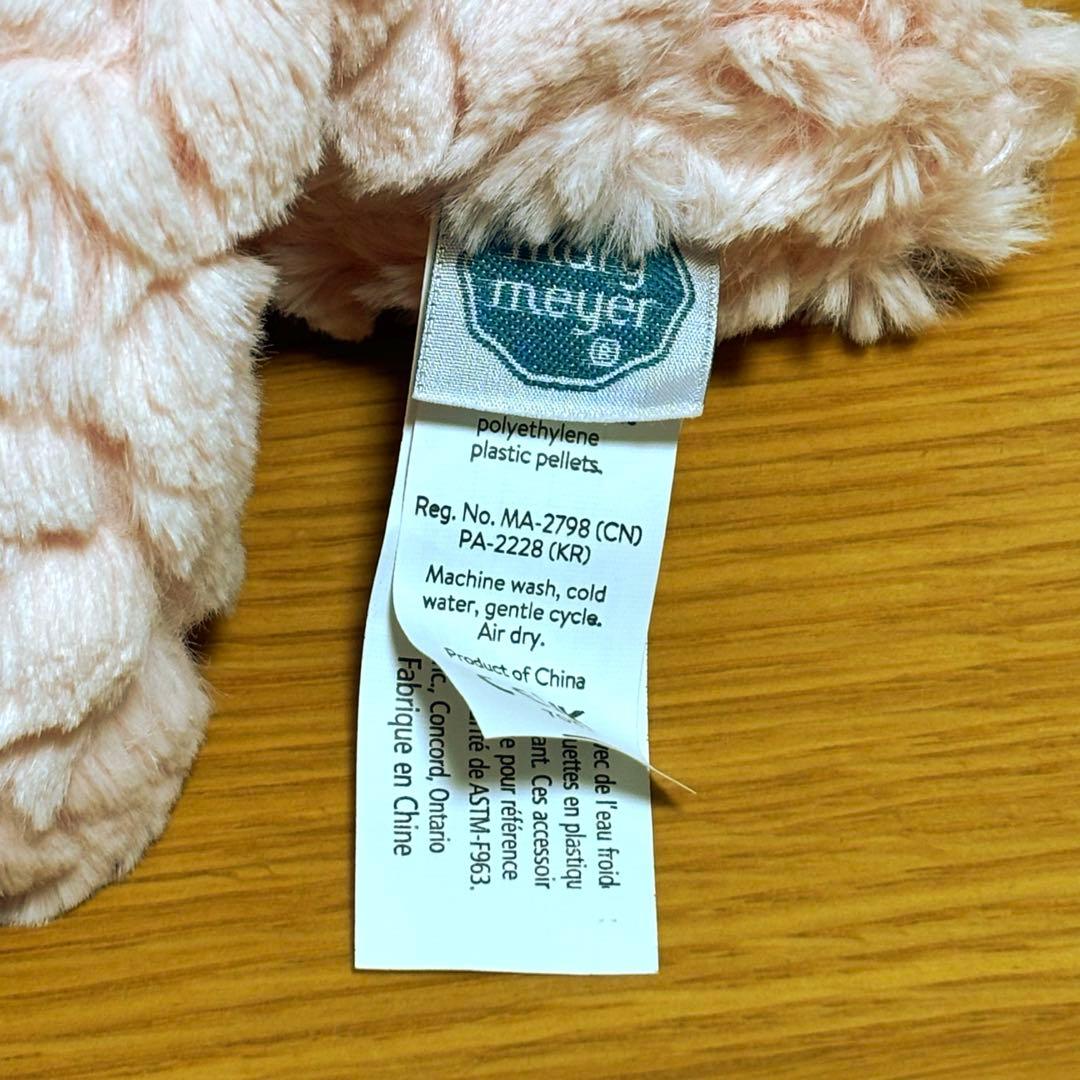 mary
meyer
®
polyethylene
plastic pellets.
Reg. No. MA-2798 (CN)
PA-2228 (KR)
Machine wash, cold
water, gentle cycle.
Air dry.
Product of China
vec de l'eau froid
uettes en plastiqu
ant. Ces accessoir
e pour référence
de ASTM-F963.
Concord, Ontario
Fabrique en Chine